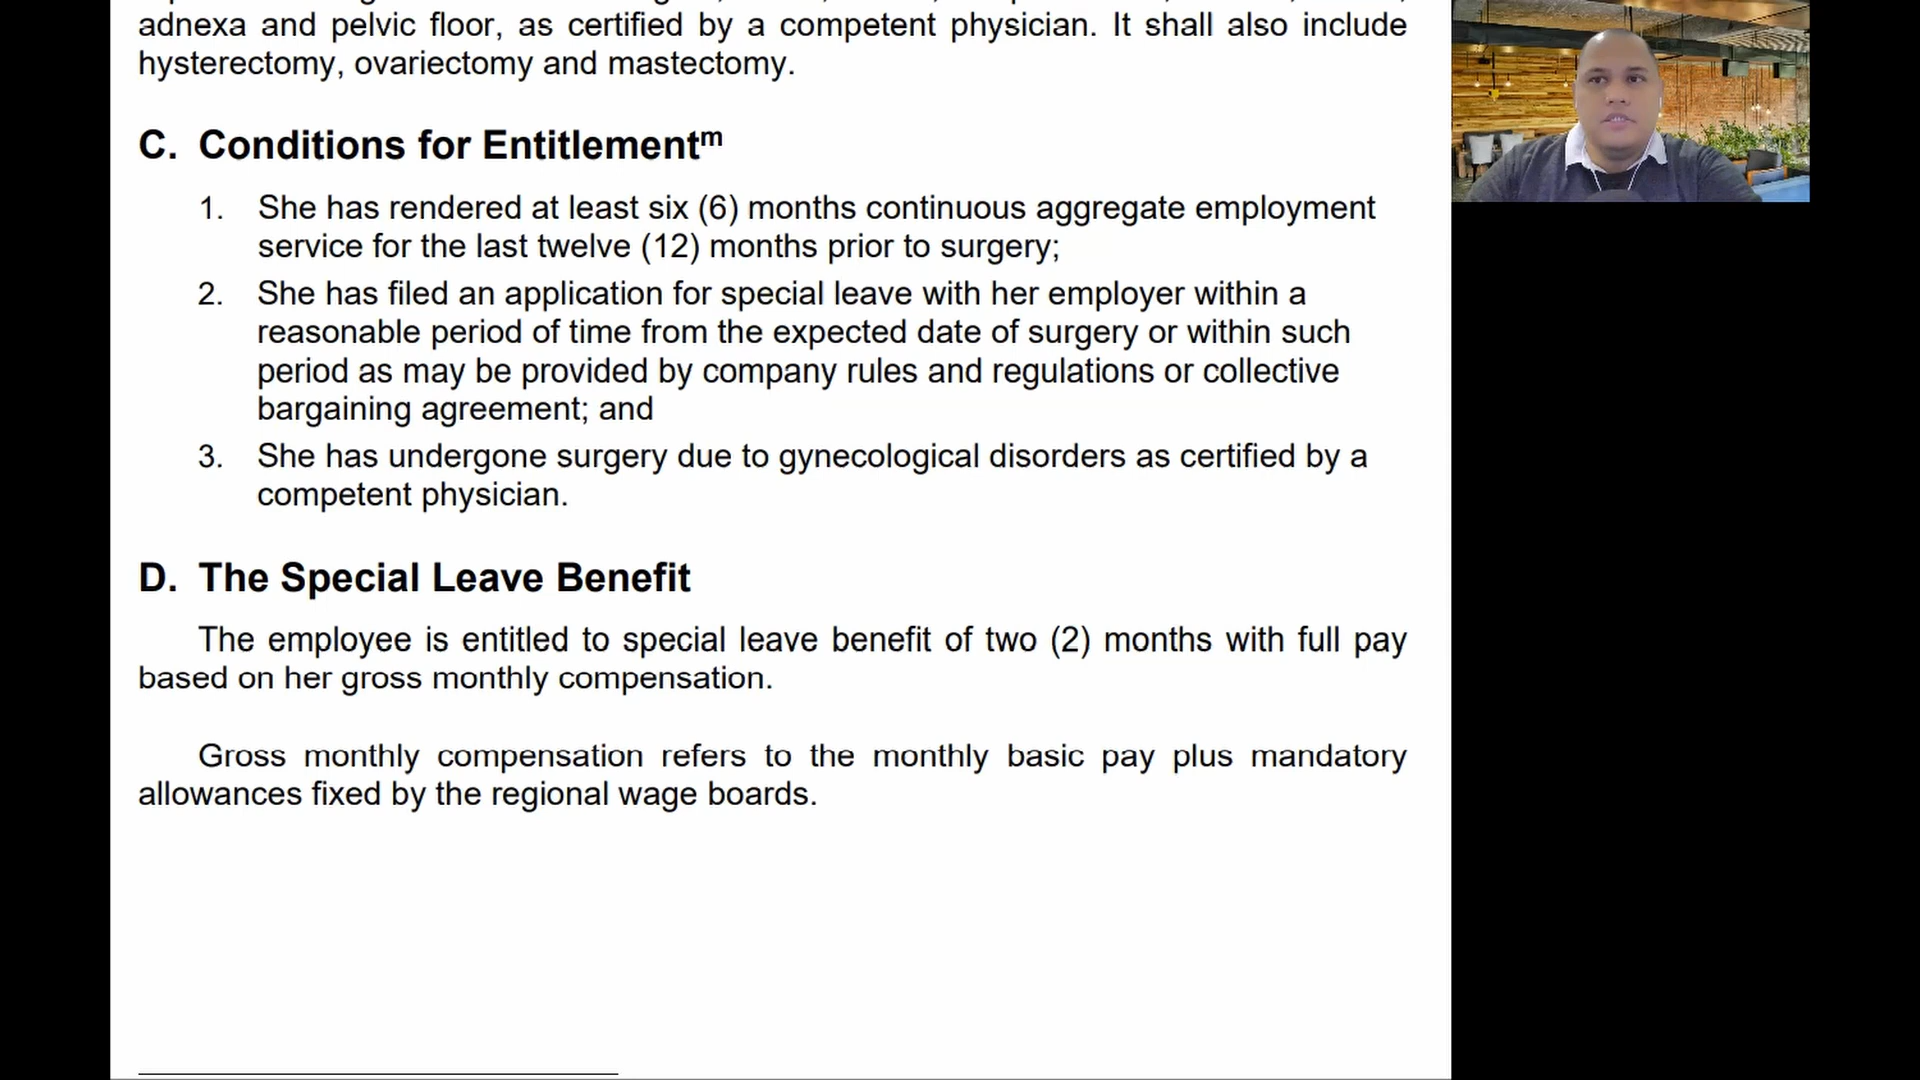 adnexa and pelvic floor, as certified by a competent physician. It shall also include
hysterectomy, ovariectomy and mastectomy.
C. Conditions for Entitlementᵐ
1. She has rendered at least six (6) months continuous aggregate employment
service for the last twelve (12) months prior to surgery;
2. She has filed an application for special leave with her employer within a
reasonable period of time from the expected date of surgery or within such
period as may be provided by company rules and regulations or collective
bargaining agreement; and
3. She has undergone surgery due to gynecological disorders as certified by a
competent physician.
D. The Special Leave Benefit
The employee is entitled to special leave benefit of two (2) months with full pay
based on her gross monthly compensation.
Gross monthly compensation refers to the monthly basic pay plus mandatory
allowances fixed by the regional wage boards.